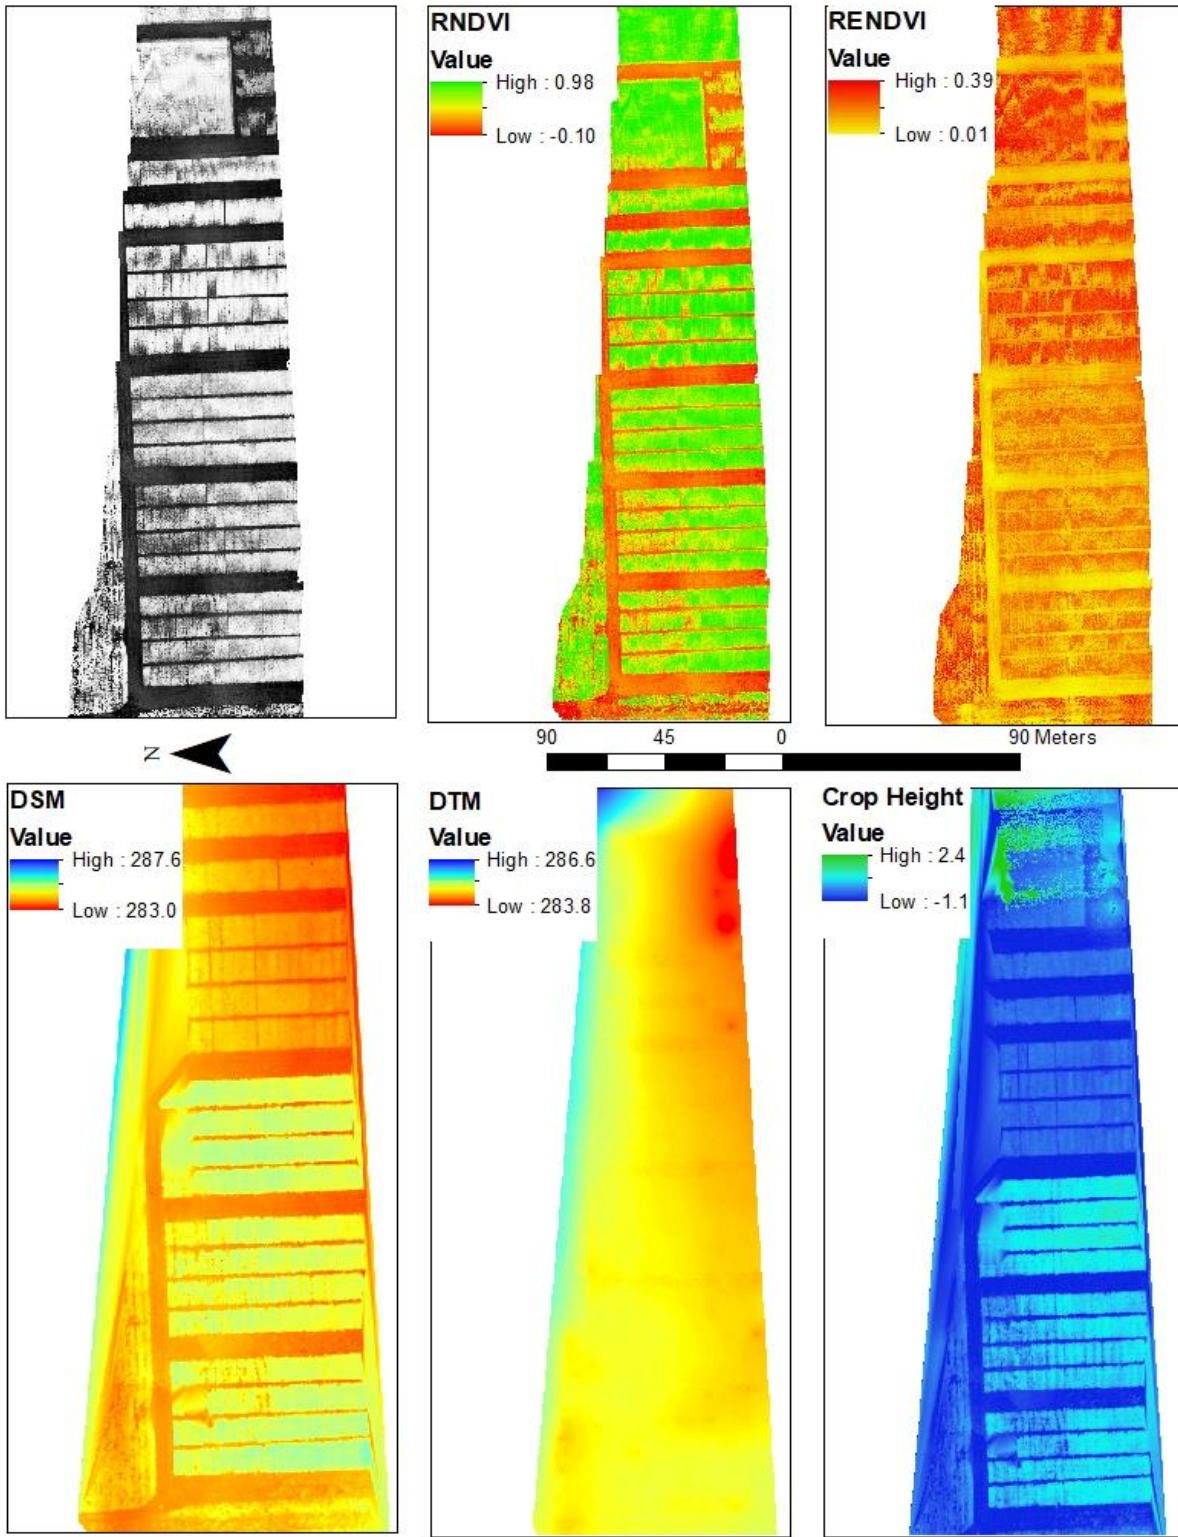 RNDVI
Value
High : 0.98
Low : -0.10
RENDVI
Value
High : 0.39
Low : 0.01
N
90 45 0 90 Meters
DSM
Value
High : 287.6
Low : 283.0
DTM
Value
High : 286.6
Low : 283.8
Crop Height
Value
High : 2.4
Low : -1.1